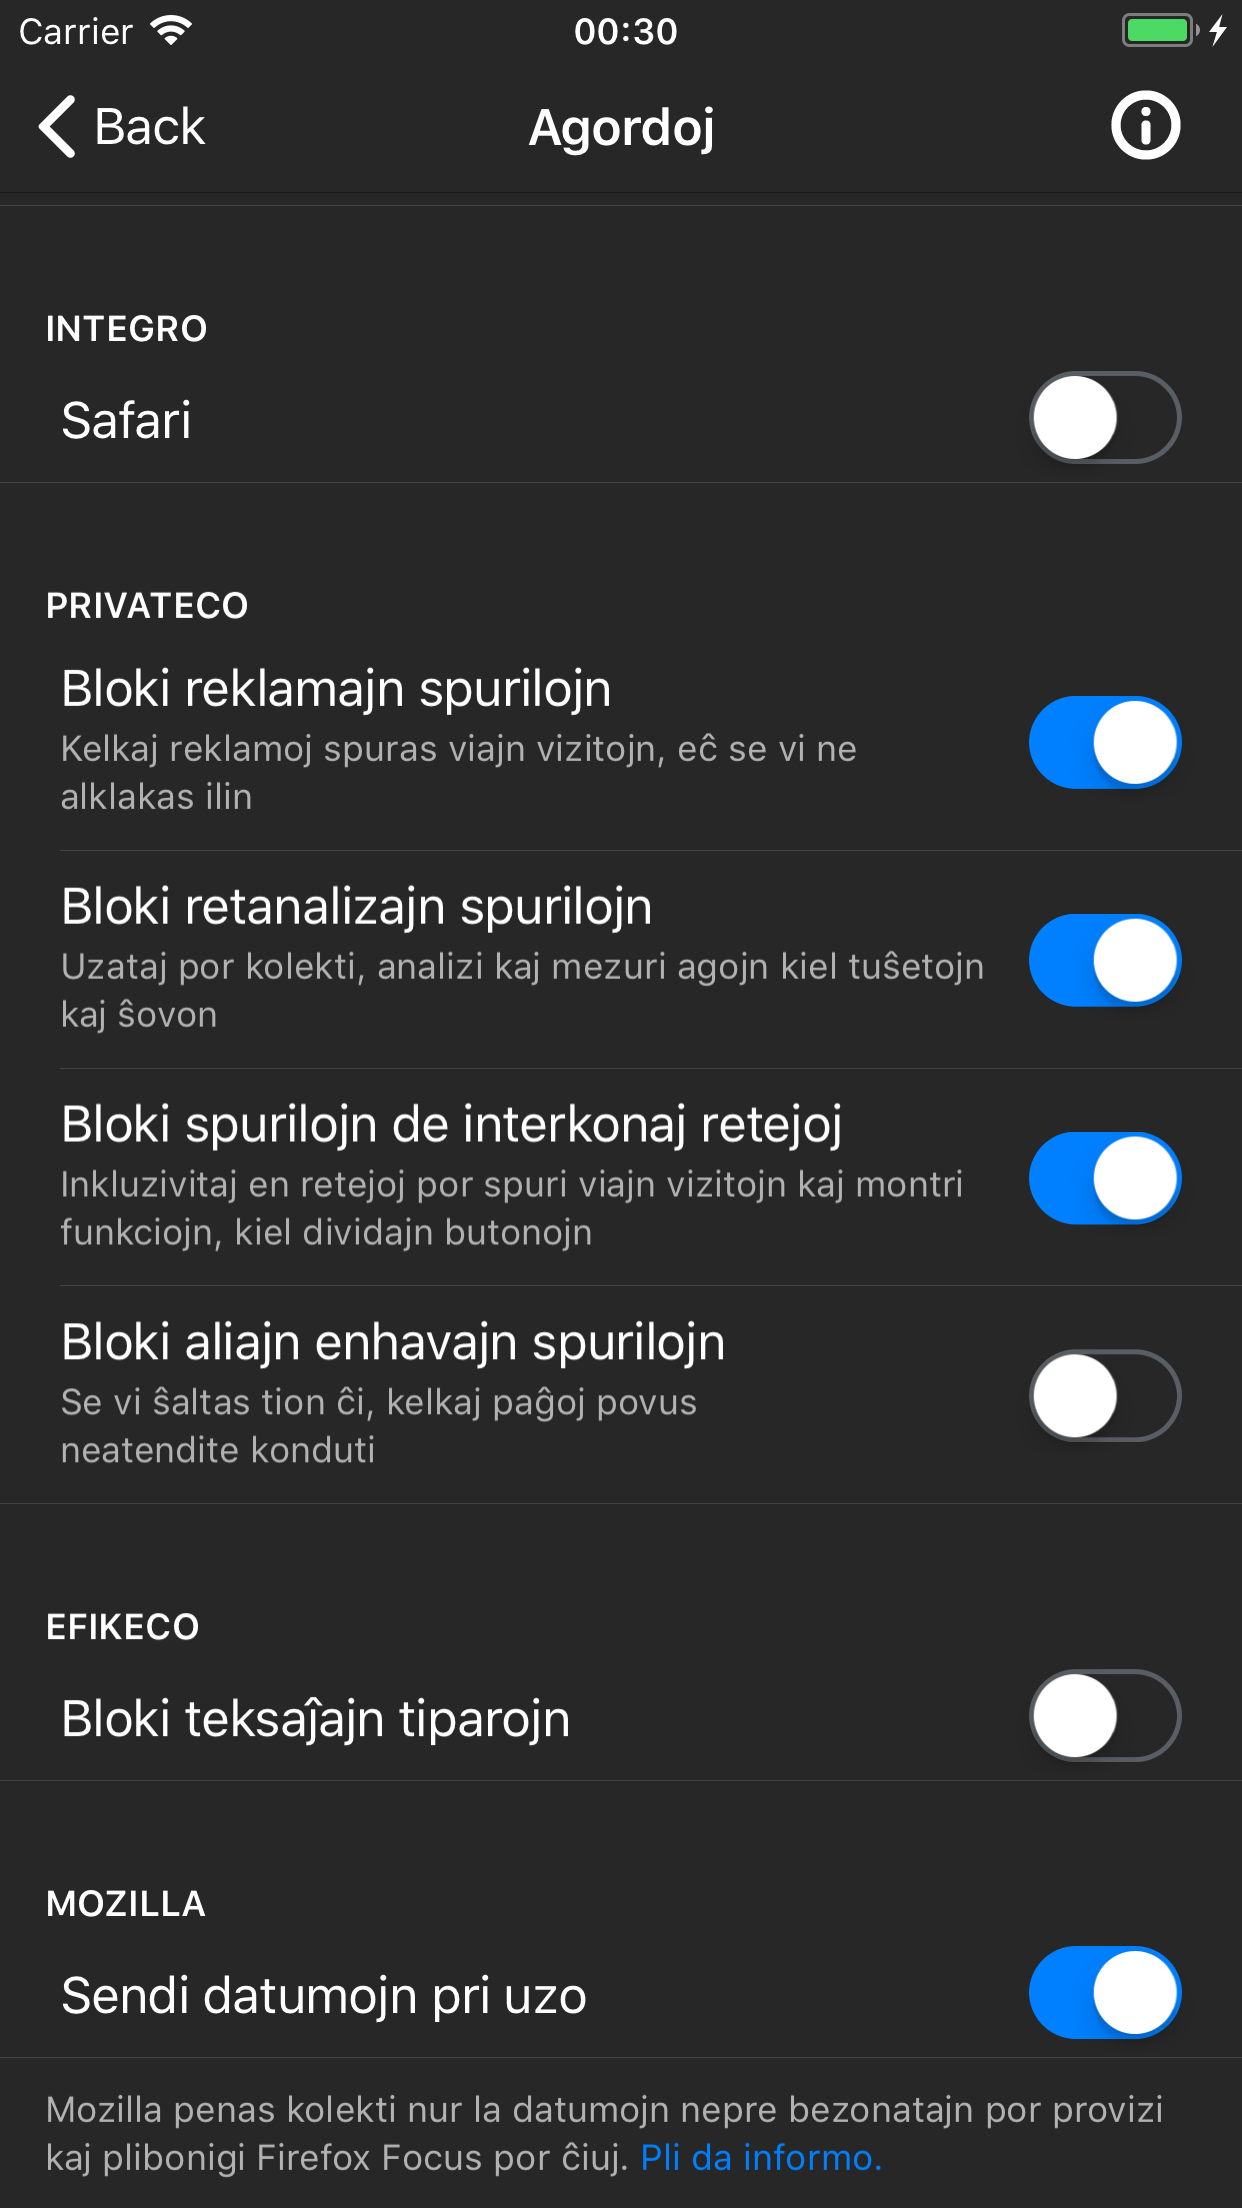 Carrier
00:30
Back
Agordoj
INTEGRO
Safari
PRIVATECO
Bloki reklamajn spurilojn
Kelkaj reklamoj spuras viajn vizitojn, eĉ se vi ne
alklakas ilin
Bloki retanalizajn spurilojn
Uzataj por kolekti, analizi kaj mezuri agojn kiel tuŝetojn
kaj ŝovon
Bloki spurilojn de interkonaj retejoj
Inkluzivitaj en retejoj por spuri viajn vizitojn kaj montri
funkciojn, kiel dividajn butonojn
Bloki aliajn enhavajn spurilojn
Se vi ŝaltas tion ĉi, kelkaj paĝoj povus
neatendite konduti
EFIKECO
Bloki teksaĵajn tiparojn
MOZILLA
Sendi datumojn pri uzo
Mozilla penas kolekti nur la datumojn nepre bezonatajn por provizi
kaj plibonigi Firefox Focus por ĉiuj. Pli da informo.